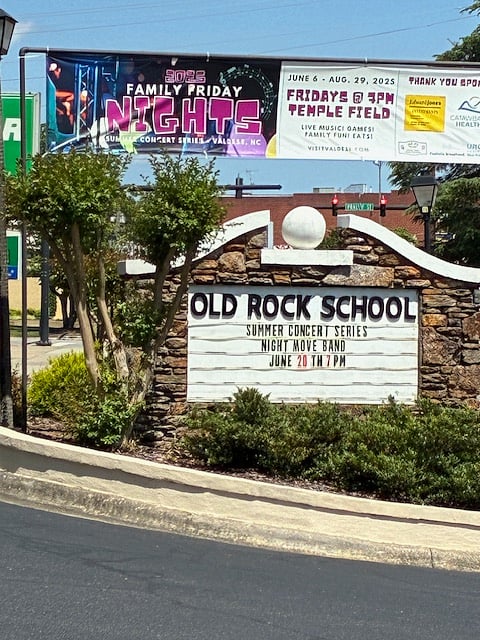 2025
FAMILY FRIDAY
NIGHTS
SUMMER CONCERT SERIES VALDESE, NC
JUNE 6 - AUG. 29, 2025
FRIDAYS @ 7PM
TEMPLE FIELD
LIVE MUSIC! GAMES!
FAMILY FUN! EATS!
VISITVALDESE.COM
THANK YOU SPON
Edward Jones
CATAWBA
HEALTH
UNC
A
OLD ROCK SCHOOL
SUMMER CONCERT SERIES
NIGHT MOVE BAND
JUNE 20 TH 7 PM